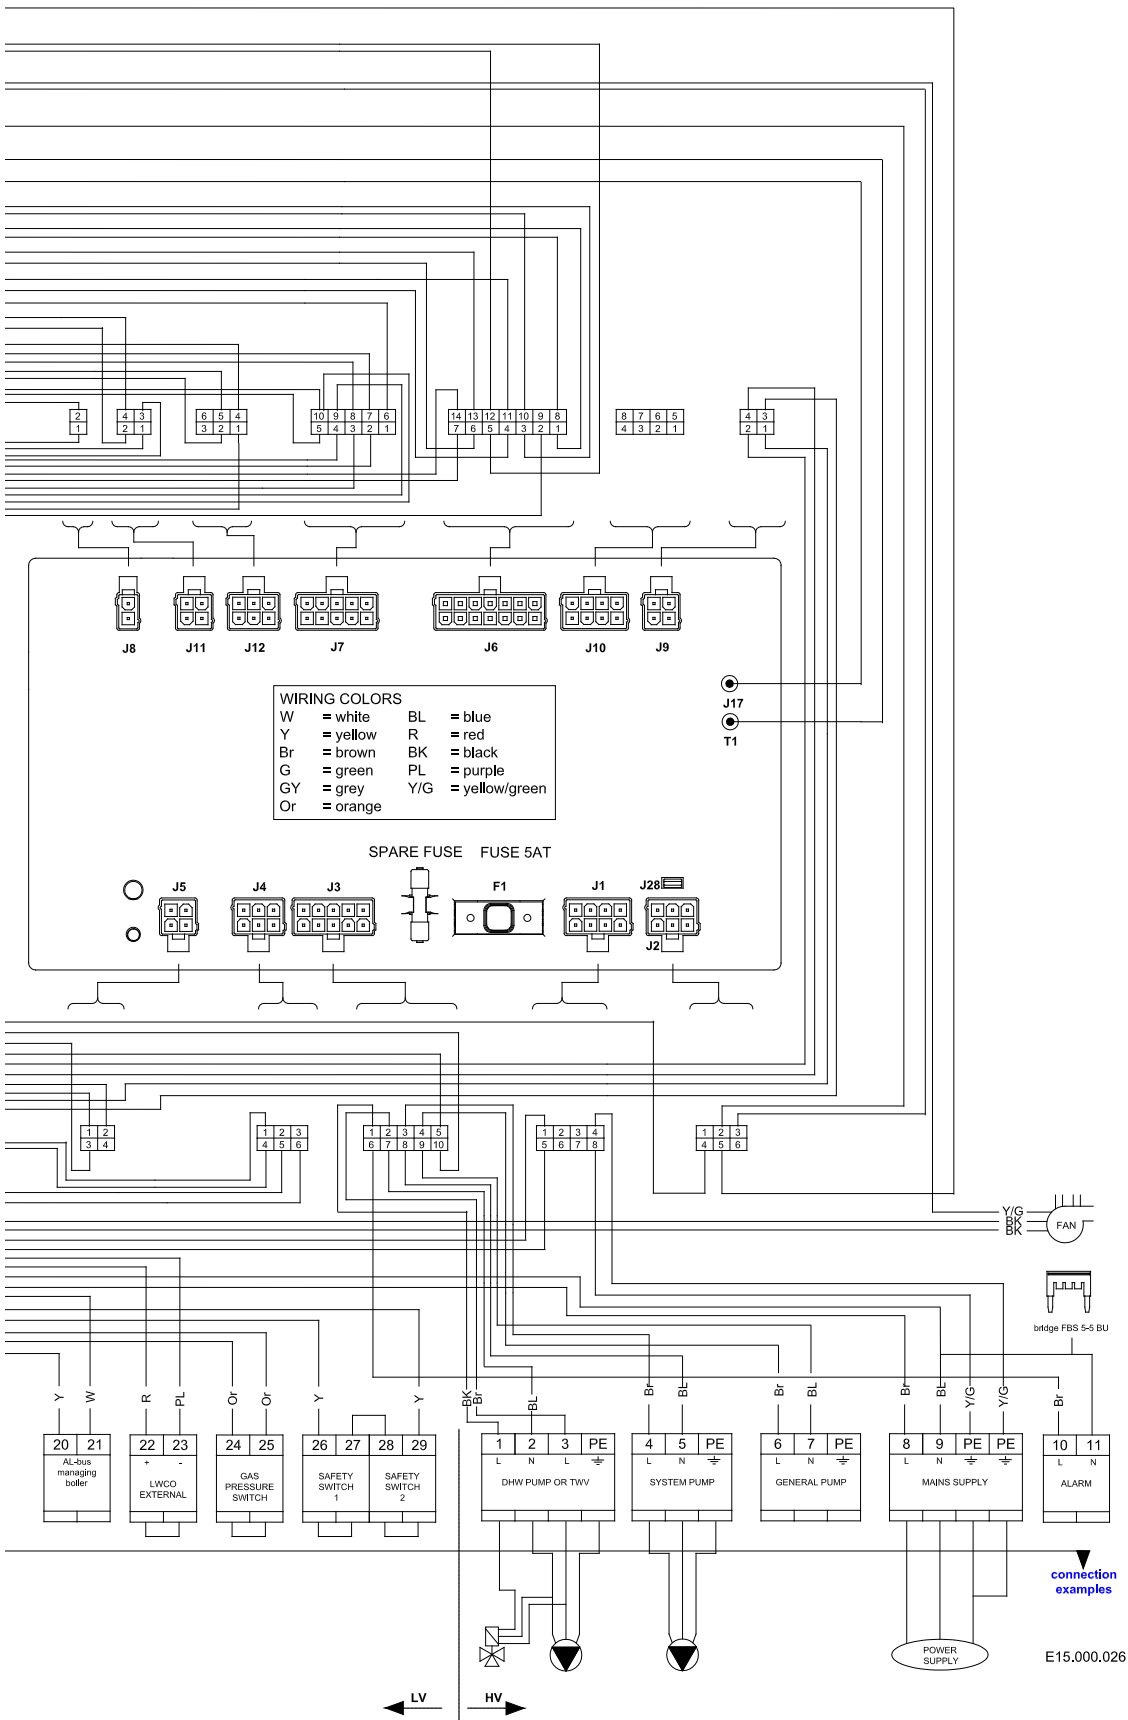 2
1
4 3
2 1
6 5 4
3 2 1
10 9 8 7 6
5 4 3 2 1
14 13 12 11 10 9 8
7 6 5 4 3 2 1
8 7 6 5
4 3 2 1
4 3
2 1
J8 J11 J12 J7 J6 J10 J9
J17
T1
WIRING COLORS
W = white BL = blue
Y = yellow R = red
Br = brown BK = black
G = green PL = purple
GY = grey Y/G = yellow/green
Or = orange
SPARE FUSE FUSE 5AT
J5 J4 J3 F1 J1 J28
J2
1 2
3 4
1 2 3
4 5 6
1 2 3 4 5
6 7 8 9 10
1 2 3 4
5 6 7 8
1 2 3
4 5 6
Y/G
BK
BK
FAN
bridge FBS 5-5 BU
Y W R PL Or Or Y Y BK Br BL Br BL Br BL Br BL Y/G Y/G Br
20 21
AL-bus
managing
boiler
22 23
+ -
LWCO
EXTERNAL
24 25
GAS
PRESSURE
SWITCH
26 27
SAFETY
SWITCH
1
28 29
SAFETY
SWITCH
2
1 2 3 PE
L N L
DHW PUMP OR TWV
4 5 PE
L N
SYSTEM PUMP
6 7 PE
L N
GENERAL PUMP
8 9 PE PE
L N
MAINS SUPPLY
10 11
L N
ALARM
connection
examples
POWER
SUPPLY
E15.000.026
LV HV